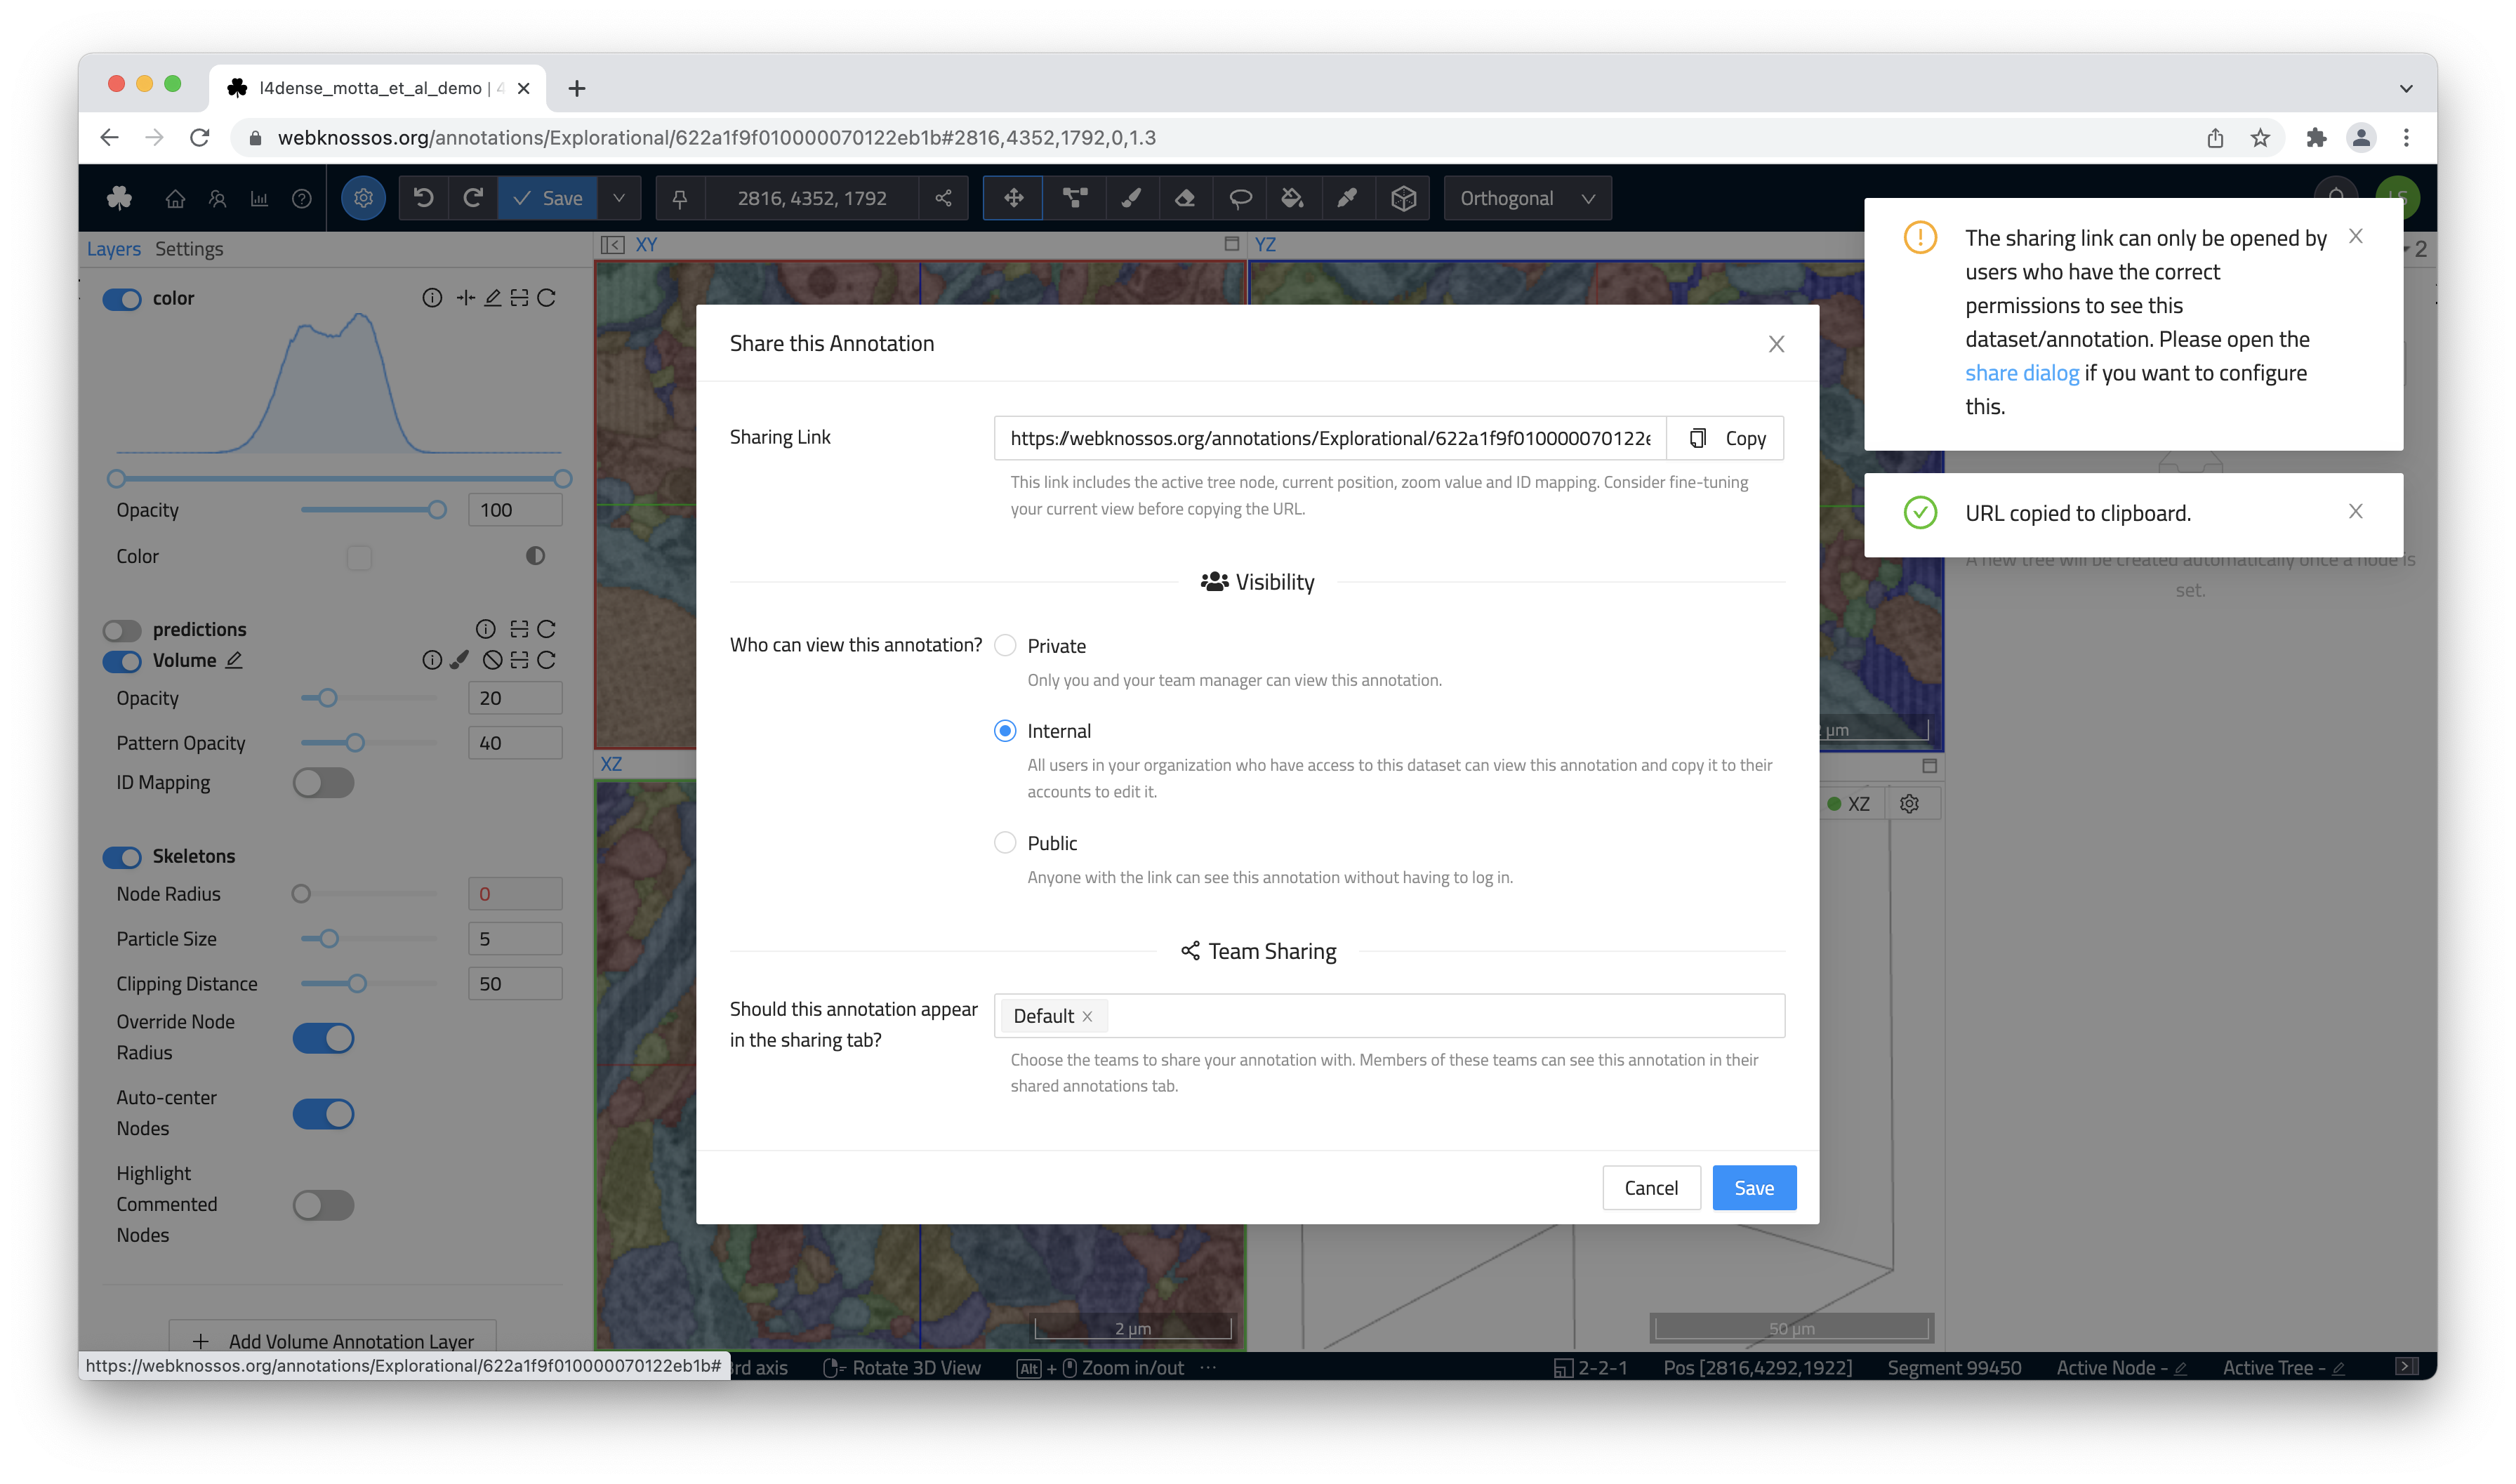 l4dense_motta_et_al_demo | 4
webknossos.org/annotations/Explorational/622a1f9f010000070122eb1b#2816,4352,1792,0,1.3
Save
2816, 4352, 1792
Orthogonal
LS
Layers Settings
XY
YZ
2
color
Opacity
100
Color
predictions
Volume
Opacity
20
Pattern Opacity
40
ID Mapping
Skeletons
Node Radius
0
Particle Size
5
Clipping Distance
50
Override Node
Radius
Auto-center
Nodes
Highlight
Commented
Nodes
+ Add Volume Annotation Layer
XZ
Share this Annotation
Sharing Link
https://webknossos.org/annotations/Explorational/622a1f9f010000070122e
Copy
This link includes the active tree node, current position, zoom value and ID mapping. Consider fine-tuning
your current view before copying the URL.
Visibility
Who can view this annotation?
Private
Only you and your team manager can view this annotation.
Internal
All users in your organization who have access to this dataset can view this annotation and copy it to their
accounts to edit it.
Public
Anyone with the link can see this annotation without having to log in.
Team Sharing
Should this annotation appear
in the sharing tab?
Default
Choose the teams to share your annotation with. Members of these teams can see this annotation in their
shared annotations tab.
Cancel
Save
The sharing link can only be opened by
users who have the correct
permissions to see this
dataset/annotation. Please open the
share dialog if you want to configure
this.
URL copied to clipboard.
A new tree will be created automatically once a node is
set.
µm
XZ
2 µm
50 µm
https://webknossos.org/annotations/Explorational/622a1f9f010000070122eb1b#
3rd axis
Rotate 3D View
Alt + Zoom in/out
2-2-1
Pos [2816,4292,1922]
Segment 99450
Active Node -
Active Tree -